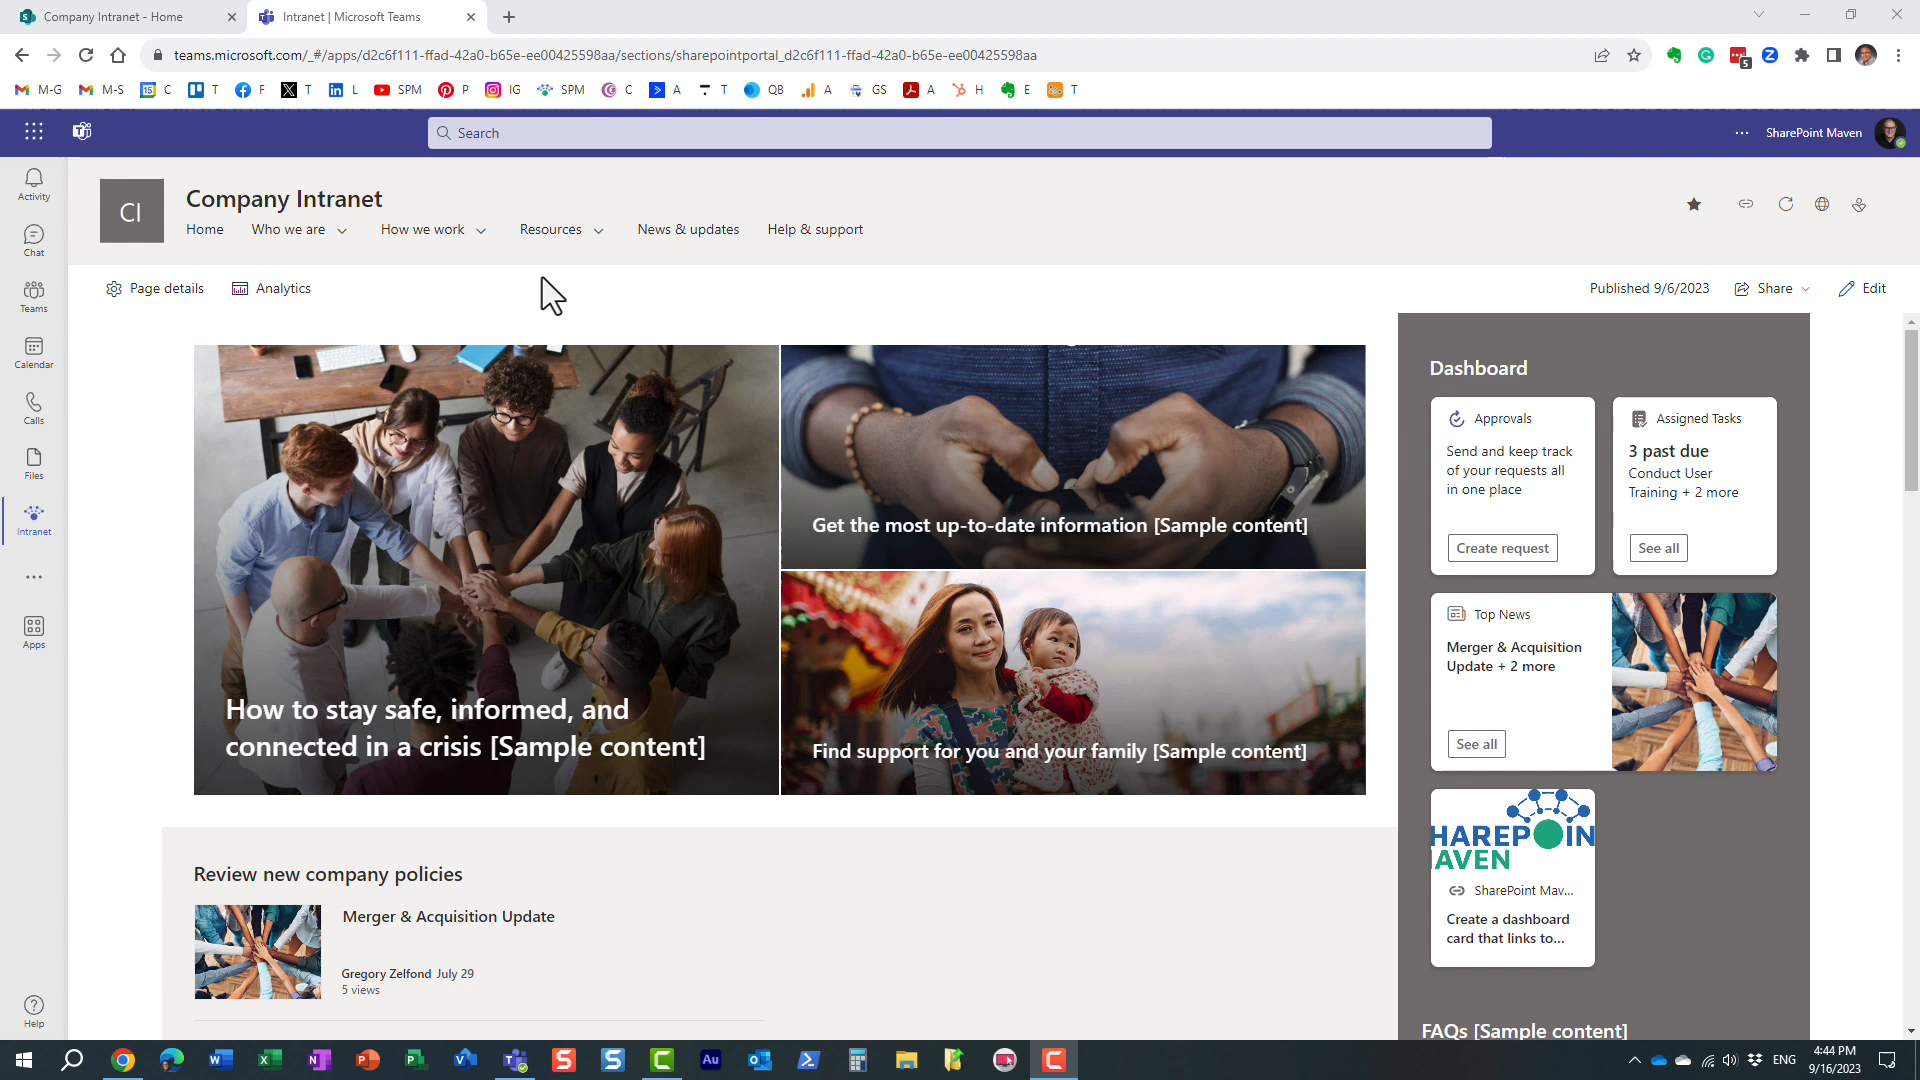 Company Intranet - Home
Intranet | Microsoft Teams
teams.microsoft.com/_#/apps/d2c6f111-ffad-42a0-b65e-ee00425598aa/sections/sharepointportal_d2c6f111-ffad-42a0-b65e-ee00425598aa
5
M-G M-S 15 C T F T L SPM P IG SPM C A T QB A GS A H E T
Search
SharePoint Maven
Activity
Chat
Teams
Calendar
Calls
Files
Intranet
Apps
Help
CI
Company Intranet
Home Who we are How we work Resources News & updates Help & support
Page details Analytics
Published 9/6/2023 Share Edit
How to stay safe, informed, and
connected in a crisis [Sample content]
Get the most up-to-date information [Sample content]
Find support for you and your family [Sample content]
Review new company policies
Merger & Acquisition Update
Gregory Zelfond July 29
5 views
Dashboard
Approvals
Send and keep track
of your requests all
in one place
Create request
Assigned Tasks
3 past due
Conduct User
Training + 2 more
See all
Top News
Merger & Acquisition
Update + 2 more
See all
HAREPOIN
AVEN
SharePoint Mav...
Create a dashboard
card that links to...
FAQs [Sample content]
ENG
4:44 PM
9/16/2023